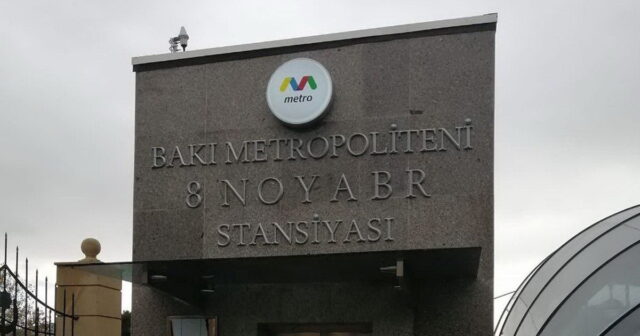 metro
BAKI METROPOLİTENİ
8 NOYABR
STANSİYASI